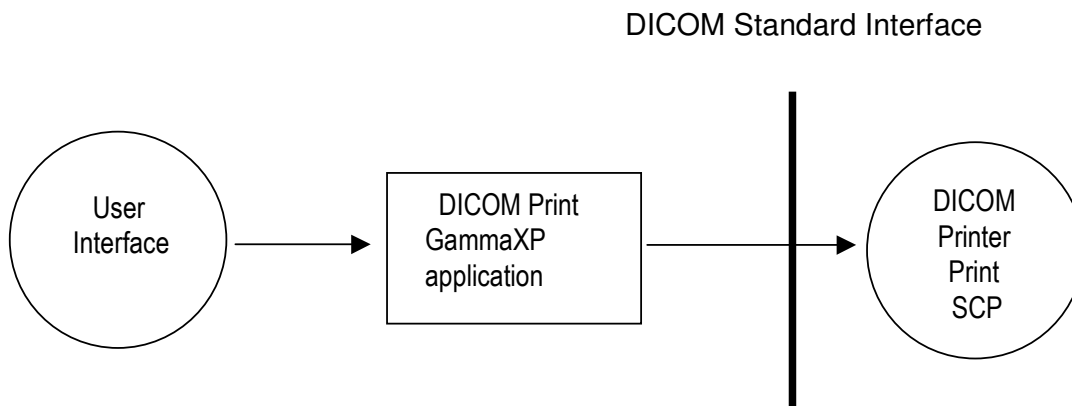 DICOM Standard Interface
User
Interface
DICOM Print
GammaXP
application
DICOM
Printer
Print
SCP